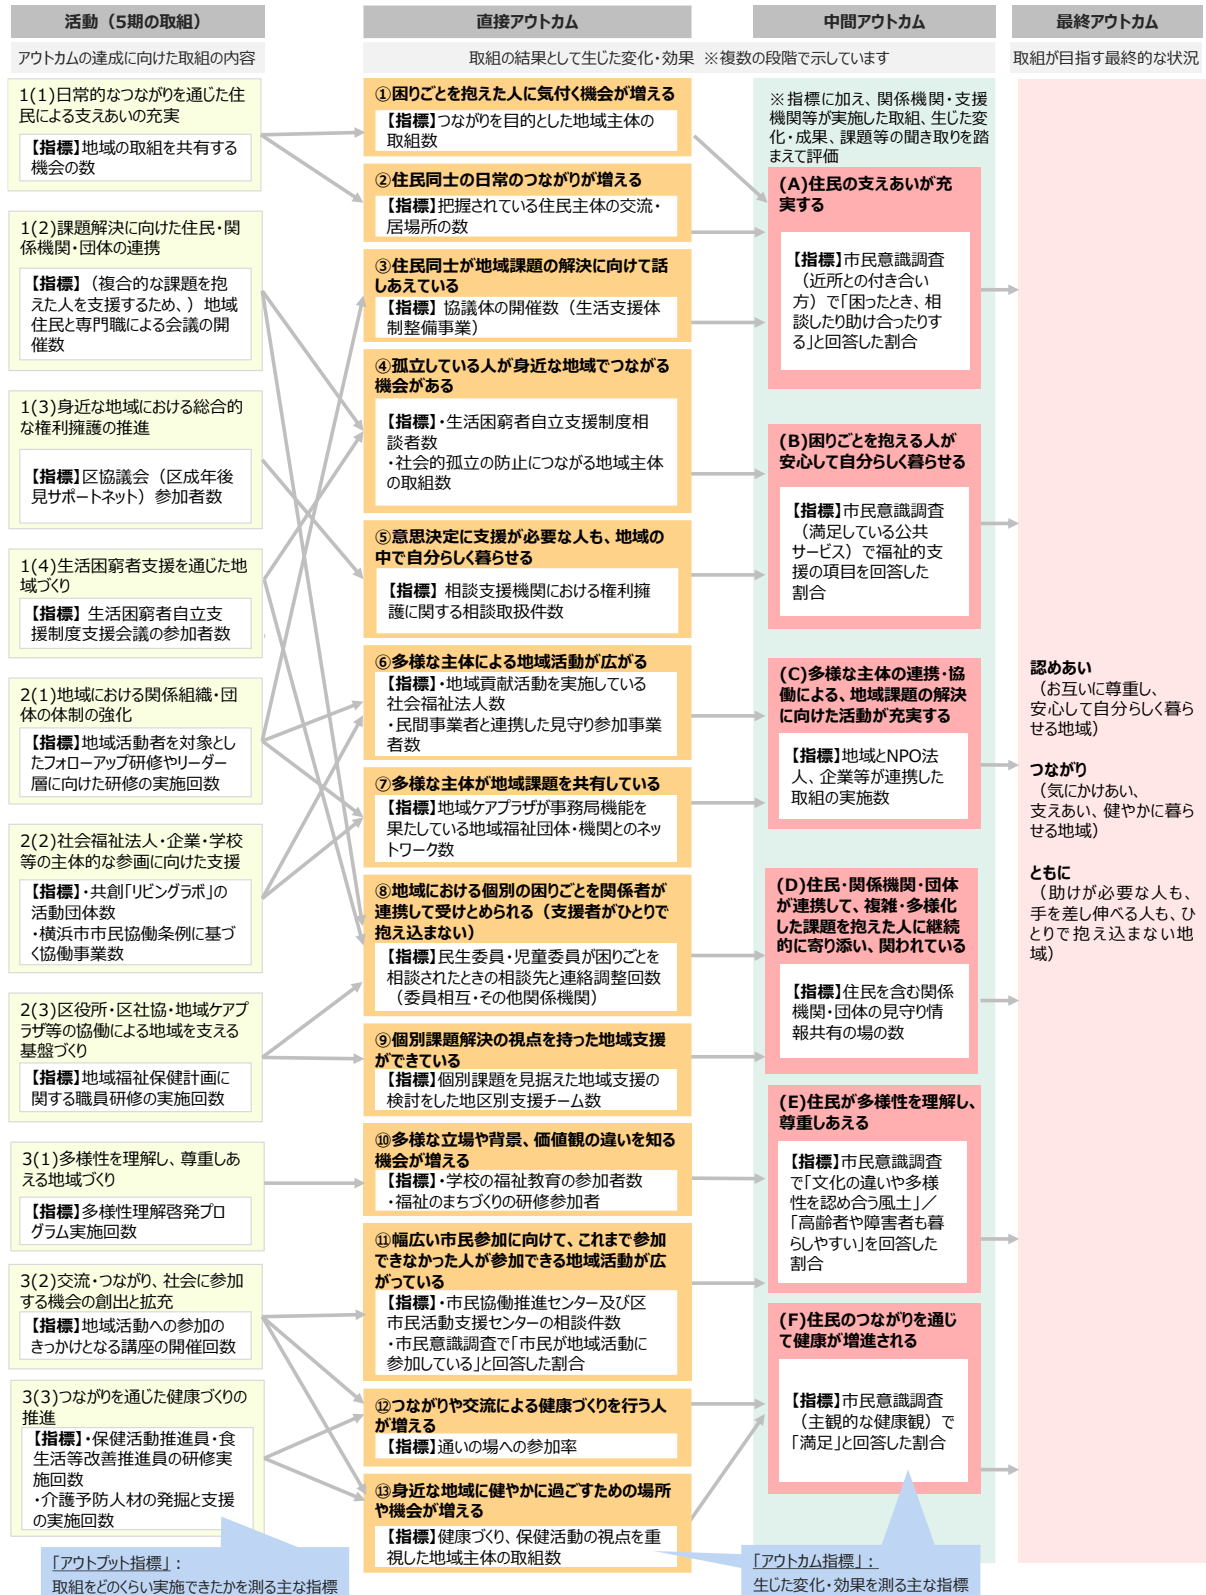 活動（5期の取組）
アウトカムの達成に向けた取組の内容
1(1)日常的なつながりを通じた住
民による支えあいの充実
【指標】地域の取組を共有する
機会の数
1(2)課題解決に向けた住民・関
係機関・団体の連携
【指標】（複合的な課題を抱
えた人を支援するため、）地域
住民と専門職による会議の開
催数
1(3)身近な地域における総合的
な権利擁護の推進
【指標】区協議会（区成年後
見サポートネット）参加者数
1(4)生活困窮者支援を通じた地
域づくり
【指標】 生活困窮者自立支
援制度支援会議の参加者数
2(1)地域における関係組織・団
体の体制の強化
【指標】地域活動者を対象とし
たフォローアップ研修やリーダー
層に向けた研修の実施回数
2(2)社会福祉法人・企業・学校
等の主体的な参画に向けた支援
【指標】・共創「リビングラボ」の
活動団体数
・横浜市市民協働条例に基づ
く協働事業数
2(3)区役所・区社協・地域ケアプ
ラザ等の協働による地域を支える
基盤づくり
【指標】地域福祉保健計画に
関する職員研修の実施回数
3(1)多様性を理解し、尊重しあ
える地域づくり
【指標】多様性理解啓発プロ
グラム実施回数
3(2)交流・つながり、社会に参加
する機会の創出と拡充
【指標】地域活動への参加の
きっかけとなる講座の開催回数
3(3)つながりを通じた健康づくりの
推進
【指標】・保健活動推進員・食
生活等改善推進員の研修実
施回数
・介護予防人材の発掘と支援
の実施回数
「アウトプット指標」：
取組をどのくらい実施できたかを測る主な指標
直接アウトカム
取組の結果として生じた変化・効果 ※複数の段階で示しています
①困りごとを抱えた人に気付く機会が増える
【指標】つながりを目的とした地域主体の
取組数
②住民同士の日常のつながりが増える
【指標】把握されている住民主体の交流・
居場所の数
③住民同士が地域課題の解決に向けて話
しあえている
【指標】 協議体の開催数（生活支援体
制整備事業）
④孤立している人が身近な地域でつながる
機会がある
【指標】・生活困窮者自立支援制度相
談者数
・社会的孤立の防止につながる地域主体
の取組数
⑤意思決定に支援が必要な人も、地域の
中で自分らしく暮らせる
【指標】 相談支援機関における権利擁
護に関する相談取扱件数
⑥多様な主体による地域活動が広がる
【指標】・地域貢献活動を実施している
社会福祉法人数
・民間事業者と連携した見守り参加事業
者数
⑦多様な主体が地域課題を共有している
【指標】地域ケアプラザが事務局機能を
果たしている地域福祉団体・機関とのネッ
トワーク数
⑧地域における個別の困りごとを関係者が
連携して受けとめられる（支援者がひとりで
抱え込まない）
【指標】民生委員・児童委員が困りごとを
相談されたときの相談先と連絡調整回数
（委員相互・その他関係機関）
⑨個別課題解決の視点を持った地域支援
ができている
【指標】個別課題を見据えた地域支援の
検討をした地区別支援チーム数
⑩多様な立場や背景、価値観の違いを知る
機会が増える
【指標】・学校の福祉教育の参加者数
・福祉のまちづくりの研修参加者
⑪幅広い市民参加に向けて、これまで参加
できなかった人が参加できる地域活動が広
がっている
【指標】・市民協働推進センター及び区
市民活動支援センターの相談件数
・市民意識調査で「市民が地域活動に
参加している」と回答した割合
⑫つながりや交流による健康づくりを行う人
が増える
【指標】通いの場への参加率
⑬身近な地域に健やかに過ごすための場所
や機会が増える
【指標】健康づくり、保健活動の視点を重
視した地域主体の取組数
中間アウトカム
※指標に加え、関係機関・支援
機関等が実施した取組、生じた変
化・成果、課題等の聞き取りを踏
まえて評価
(A)住民の支えあいが充
実する
【指標】市民意識調査
（近所との付き合い
方）で「困ったとき、相
談したり助け合ったりす
る」と回答した割合
(B)困りごとを抱える人が
安心して自分らしく暮らせる
【指標】市民意識調査
（満足している公共
サービス）で福祉的支
援の項目を回答した
割合
(C)多様な主体の連携・協
働による、地域課題の解決
に向けた活動が充実する
【指標】地域とNPO法
人、企業等が連携した
取組の実施数
(D)住民・関係機関・団体
が連携して、複雑・多様化
した課題を抱えた人に継続
的に寄り添い、関われている
【指標】住民を含む関係
機関・団体の見守り情
報共有の場の数
(E)住民が多様性を理解し、
尊重しあえる
【指標】市民意識調査
で「文化の違いや多様
性を認め合う風土」／
「高齢者や障害者も暮
らしやすい」を回答した
割合
(F)住民のつながりを通じ
て健康が増進される
【指標】市民意識調査
（主観的な健康観）で
「満足」と回答した割合
「アウトカム指標」：
生じた変化・効果を測る主な指標
最終アウトカム
取組が目指す最終的な状況
認めあい
（お互いに尊重し、
安心して自分らしく暮ら
せる地域）
つながり
（気にかけあい、
支えあい、健やかに暮ら
せる地域）
ともに
（助けが必要な人も、
手を差し伸べる人も、ひ
とりで抱え込まない地
域）